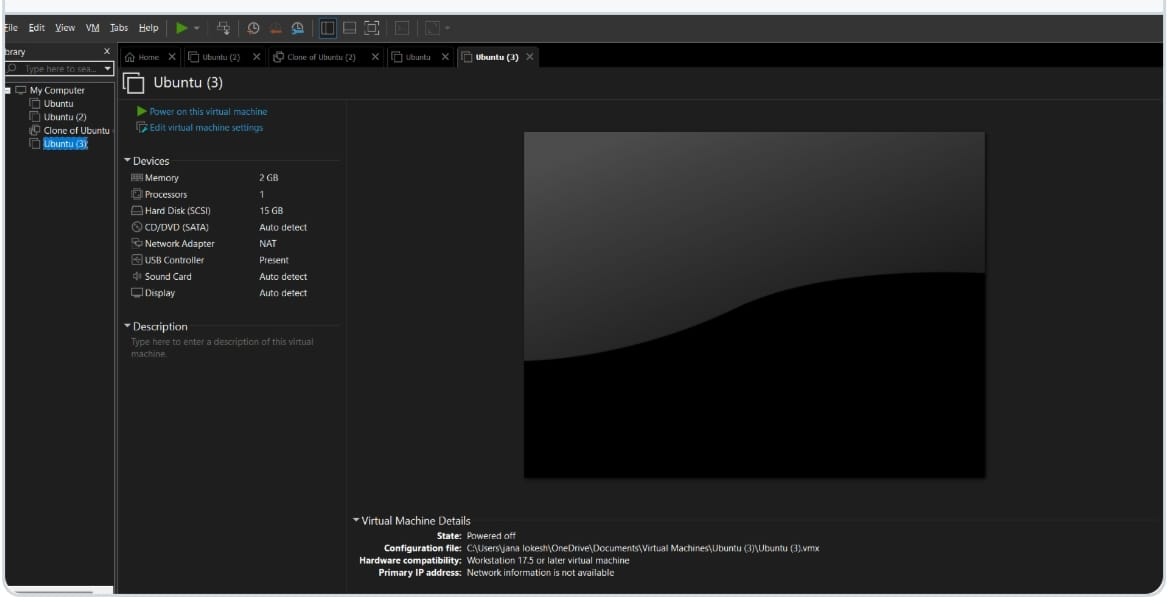 File Edit View VM Tabs Help
brary X
Type here to sea...
My Computer
Ubuntu
Ubuntu (2)
Clone of Ubuntu
Ubuntu (3)
Home X Ubuntu (2) X Clone of Ubuntu (2) X Ubuntu X Ubuntu (3) X
Ubuntu (3)
Power on this virtual machine
Edit virtual machine settings
Devices
Memory 2 GB
Processors 1
Hard Disk (SCSI) 15 GB
CD/DVD (SATA) Auto detect
Network Adapter NAT
USB Controller Present
Sound Card Auto detect
Display Auto detect
Description
Type here to enter a description of this virtual
machine.
Virtual Machine Details
State: Powered off
Configuration file: C:\Users\jana lokesh\OneDrive\Documents\Virtual Machines\Ubuntu (3)\Ubuntu (3).vmx
Hardware compatibility: Workstation 17.5 or later virtual machine
Primary IP address: Network information is not available